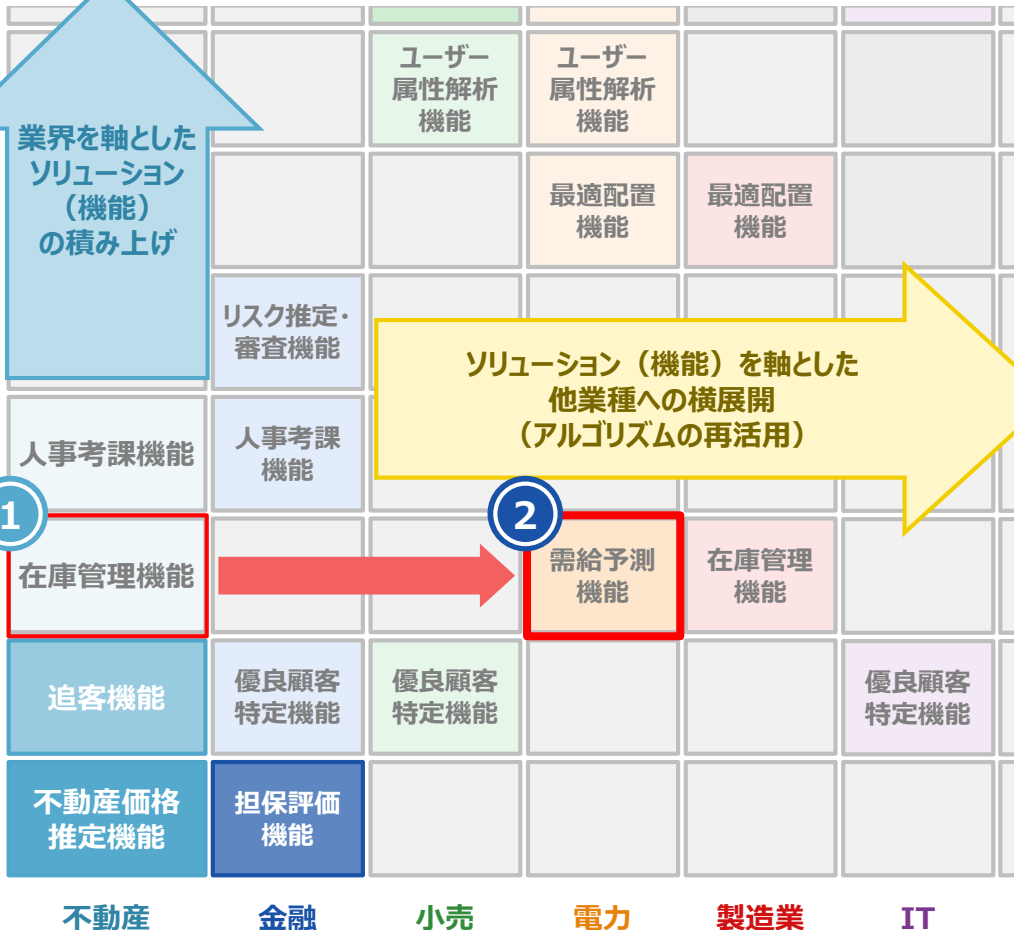 ユーザー
属性解析
機能
ユーザー
属性解析
機能
業界を軸とした
ソリューション
（機能）
の積み上げ
最適配置
機能
最適配置
機能
リスク推定・
審査機能
ソリューション（機能）を軸とした
他業種への横展開
（アルゴリズムの再活用）
人事考課機能
人事考課
機能
1
2
在庫管理機能
需給予測
機能
在庫管理
機能
追客機能
優良顧客
特定機能
優良顧客
特定機能
優良顧客
特定機能
不動産価格
推定機能
担保評価
機能
不動産
金融
小売
電力
製造業
IT